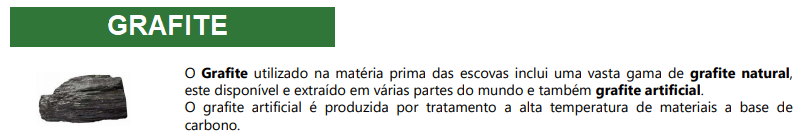 GRAFITE
O Grafite utilizado na matéria prima das escovas inclui uma vasta gama de grafite natural,
este disponível e extraído em várias partes do mundo e também grafite artificial.
O grafite artificial é produzida por tratamento a alta temperatura de materiais a base de
carbono.